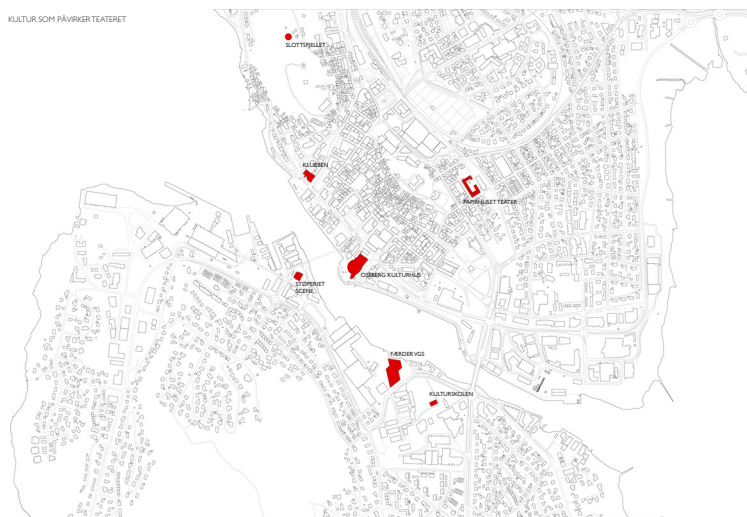 KULTUR SOM PÅVIRKER TEATERET
SLOTTSFJELLET
KLUBBEN
PAPIRHUSET TEATER
OSEBERG KULTURHUS
STØPERIET
SCENE
FÆRDER VGS
KULTURSKOLEN